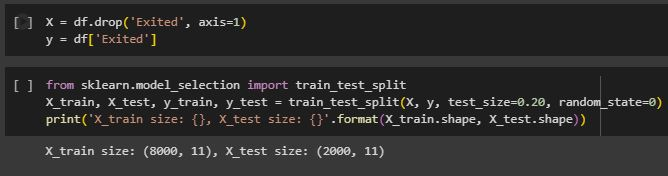 [ ] X = df.drop('Exited', axis=1)
y = df['Exited']
[ ] from sklearn.model_selection import train_test_split
X_train, X_test, y_train, y_test = train_test_split(X, y, test_size=0.20, random_state=0)
print('X_train size: {}, X_test size: {}'.format(X_train.shape, X_test.shape))
X_train size: (8000, 11), X_test size: (2000, 11)